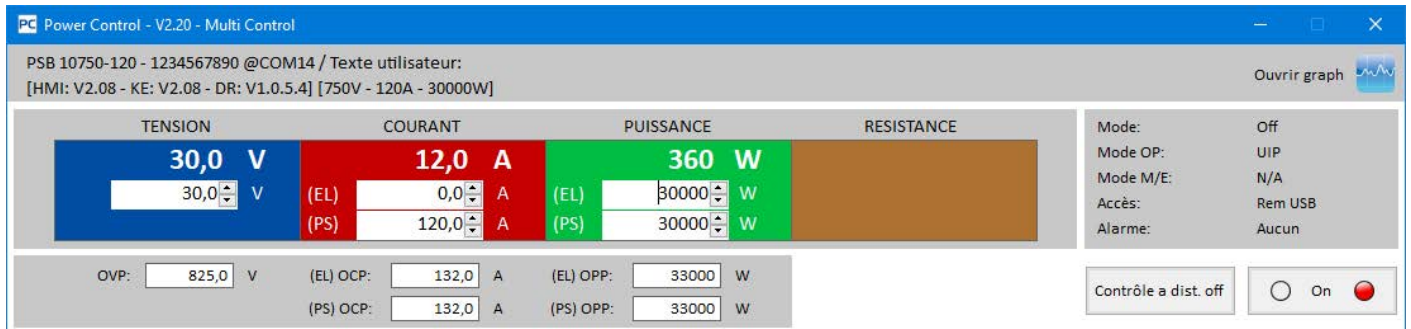 PC Power Control - V2.20 - Multi Control
PSB 10750-120 - 1234567890 @COM14 / Texte utilisateur:
[HMI: V2.08 - KE: V2.08 - DR: V1.0.5.4] [750V - 120A - 30000W]
Ouvrir graph
TENSION COURANT PUISSANCE RESISTANCE
30,0 V 12,0 A 360 W
30,0 V (EL) 0,0 A (EL) 30000 W
(PS) 120,0 A (PS) 30000 W
Mode: Off
Mode OP: UIP
Mode M/E: N/A
Accès: Rem USB
Alarme: Aucun
OVP: 825,0 V (EL) OCP: 132,0 A (EL) OPP: 33000 W
(PS) OCP: 132,0 A (PS) OPP: 33000 W
Contrôle a dist. off
On